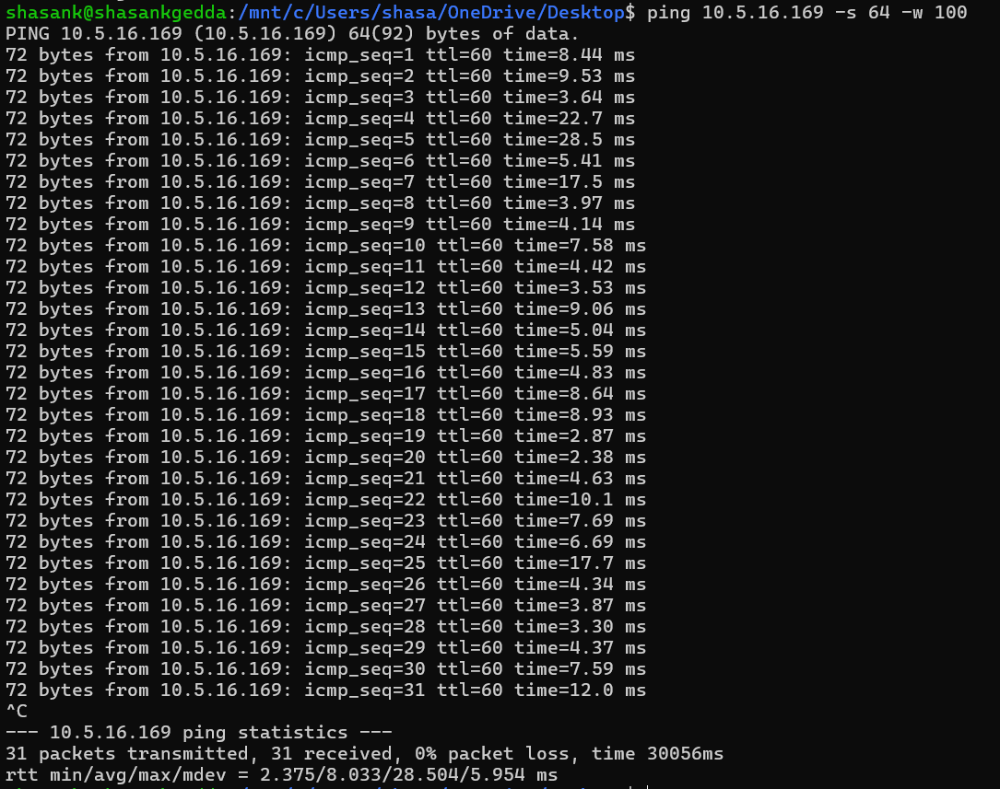 shasank@shasankgedda:/mnt/c/Users/shasa/OneDrive/Desktop$ ping 10.5.16.169 -s 64 -w 100
PING 10.5.16.169 (10.5.16.169) 64(92) bytes of data.
72 bytes from 10.5.16.169: icmp_seq=1 ttl=60 time=8.44 ms
72 bytes from 10.5.16.169: icmp_seq=2 ttl=60 time=9.53 ms
72 bytes from 10.5.16.169: icmp_seq=3 ttl=60 time=3.64 ms
72 bytes from 10.5.16.169: icmp_seq=4 ttl=60 time=22.7 ms
72 bytes from 10.5.16.169: icmp_seq=5 ttl=60 time=28.5 ms
72 bytes from 10.5.16.169: icmp_seq=6 ttl=60 time=5.41 ms
72 bytes from 10.5.16.169: icmp_seq=7 ttl=60 time=17.5 ms
72 bytes from 10.5.16.169: icmp_seq=8 ttl=60 time=3.97 ms
72 bytes from 10.5.16.169: icmp_seq=9 ttl=60 time=4.14 ms
72 bytes from 10.5.16.169: icmp_seq=10 ttl=60 time=7.58 ms
72 bytes from 10.5.16.169: icmp_seq=11 ttl=60 time=4.42 ms
72 bytes from 10.5.16.169: icmp_seq=12 ttl=60 time=3.53 ms
72 bytes from 10.5.16.169: icmp_seq=13 ttl=60 time=9.06 ms
72 bytes from 10.5.16.169: icmp_seq=14 ttl=60 time=5.04 ms
72 bytes from 10.5.16.169: icmp_seq=15 ttl=60 time=5.59 ms
72 bytes from 10.5.16.169: icmp_seq=16 ttl=60 time=4.83 ms
72 bytes from 10.5.16.169: icmp_seq=17 ttl=60 time=8.64 ms
72 bytes from 10.5.16.169: icmp_seq=18 ttl=60 time=8.93 ms
72 bytes from 10.5.16.169: icmp_seq=19 ttl=60 time=2.87 ms
72 bytes from 10.5.16.169: icmp_seq=20 ttl=60 time=2.38 ms
72 bytes from 10.5.16.169: icmp_seq=21 ttl=60 time=4.63 ms
72 bytes from 10.5.16.169: icmp_seq=22 ttl=60 time=10.1 ms
72 bytes from 10.5.16.169: icmp_seq=23 ttl=60 time=7.69 ms
72 bytes from 10.5.16.169: icmp_seq=24 ttl=60 time=6.69 ms
72 bytes from 10.5.16.169: icmp_seq=25 ttl=60 time=17.7 ms
72 bytes from 10.5.16.169: icmp_seq=26 ttl=60 time=4.34 ms
72 bytes from 10.5.16.169: icmp_seq=27 ttl=60 time=3.87 ms
72 bytes from 10.5.16.169: icmp_seq=28 ttl=60 time=3.30 ms
72 bytes from 10.5.16.169: icmp_seq=29 ttl=60 time=4.37 ms
72 bytes from 10.5.16.169: icmp_seq=30 ttl=60 time=7.59 ms
72 bytes from 10.5.16.169: icmp_seq=31 ttl=60 time=12.0 ms
^C
--- 10.5.16.169 ping statistics ---
31 packets transmitted, 31 received, 0% packet loss, time 30056ms
rtt min/avg/max/mdev = 2.375/8.033/28.504/5.954 ms